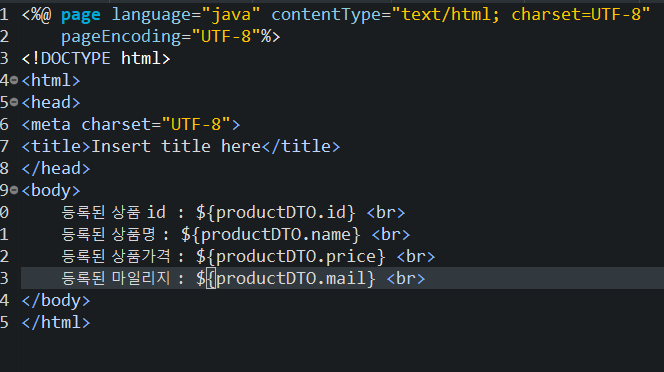 1 <%@ page language="java" contentType="text/html; charset=UTF-8"
2     pageEncoding="UTF-8"%>
3 <!DOCTYPE html>
4 <html>
5 <head>
6 <meta charset="UTF-8">
7 <title>Insert title here</title>
8 </head>
9 <body>
0     등록된 상품 id : ${productDTO.id} <br>
1     등록된 상품명 : ${productDTO.name} <br>
2     등록된 상품가격 : ${productDTO.price} <br>
3     등록된 마일리지 : ${productDTO.mail} <br>
4 </body>
5 </html>